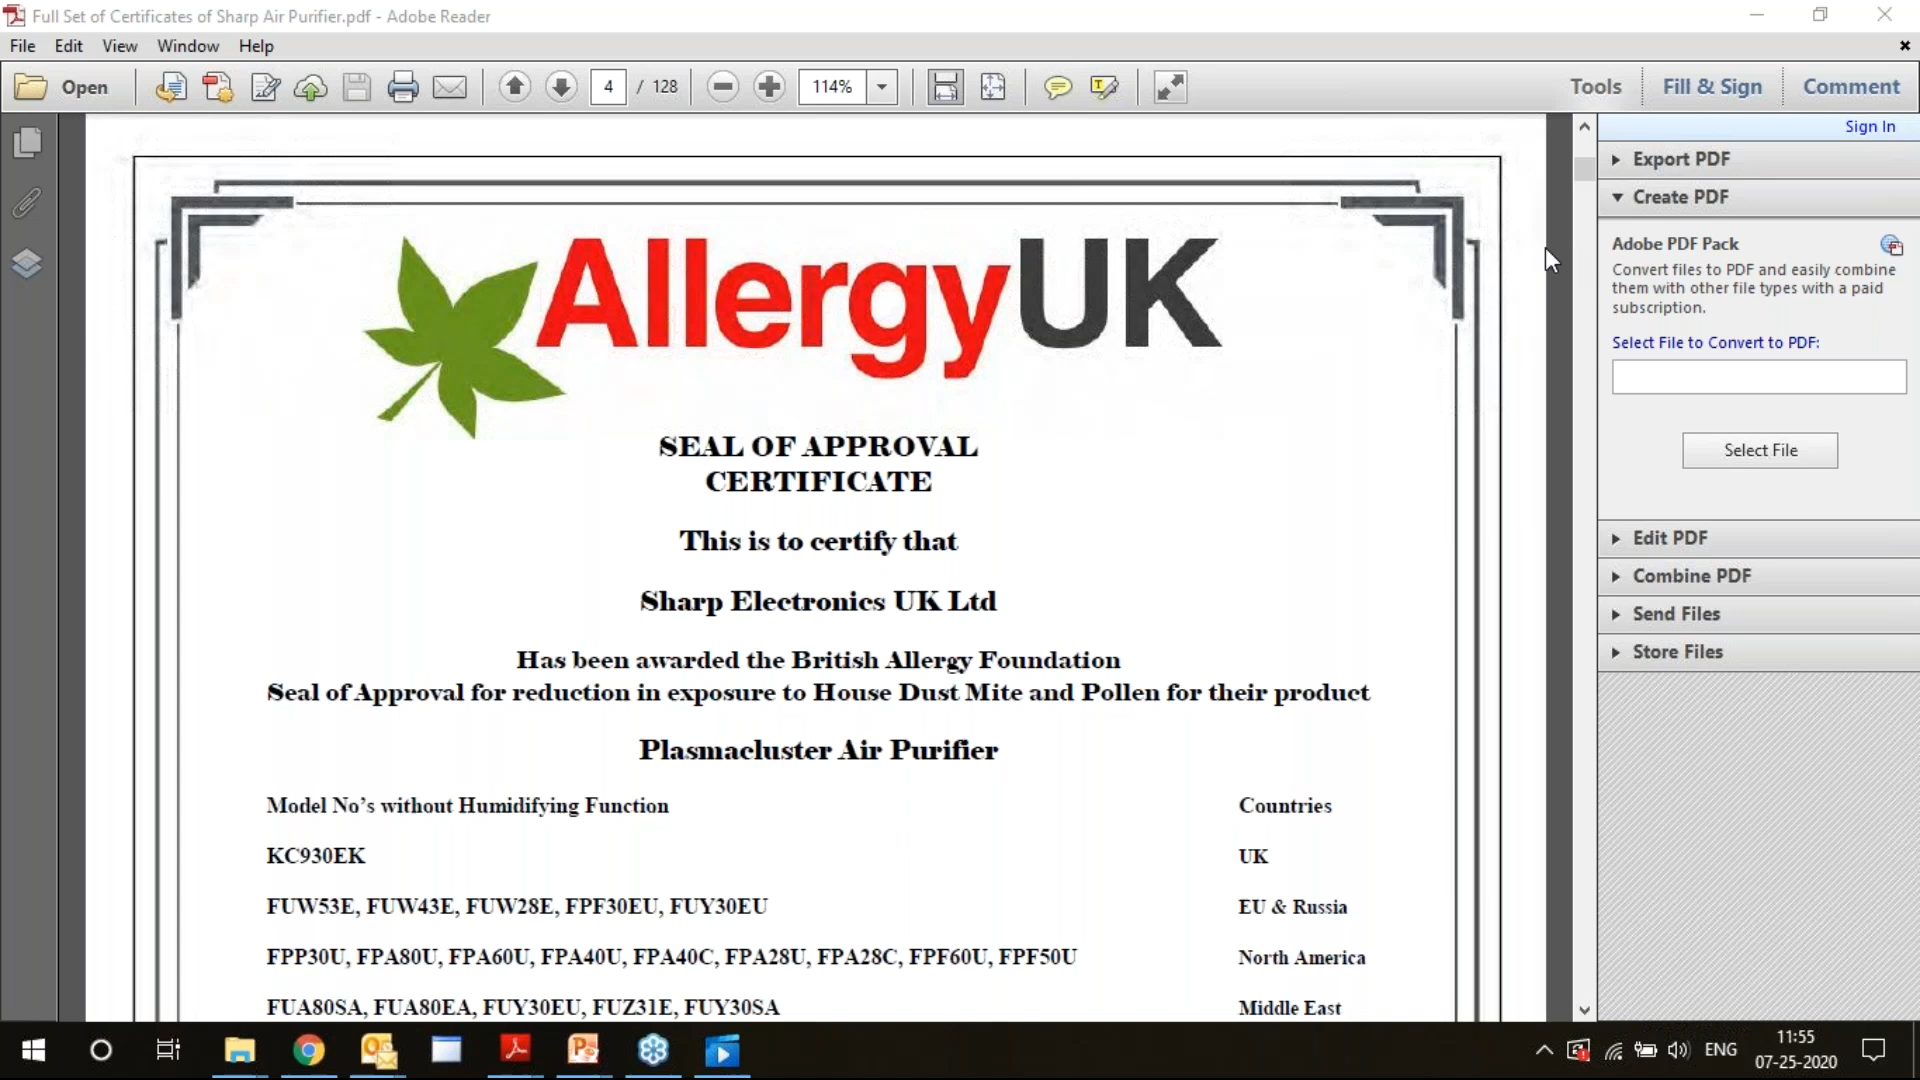 Full Set of Certificates of Sharp Air Purifier.pdf - Adobe Reader
File Edit View Window Help
Open 4 / 128 114% Tools Fill & Sign Comment
Sign In
Export PDF
Create PDF
Adobe PDF Pack
Convert files to PDF and easily combine
them with other file types with a paid
subscription.
Select File to Convert to PDF:
Select File
Edit PDF
Combine PDF
Send Files
Store Files
AllergyUK
SEAL OF APPROVAL
CERTIFICATE
This is to certify that
Sharp Electronics UK Ltd
Has been awarded the British Allergy Foundation
Seal of Approval for reduction in exposure to House Dust Mite and Pollen for their product
Plasmacluster Air Purifier
Model No's without Humidifying Function Countries
KC930EK UK
FUW53E, FUW43E, FUW28E, FPF30EU, FUY30EU EU & Russia
FPP30U, FPA80U, FPA60U, FPA40U, FPA40C, FPA28U, FPA28C, FPF60U, FPF50U North America
FUA80SA, FUA80EA, FUY30EU, FUZ31E, FUY30SA Middle East
ENG 11:55
07-25-2020